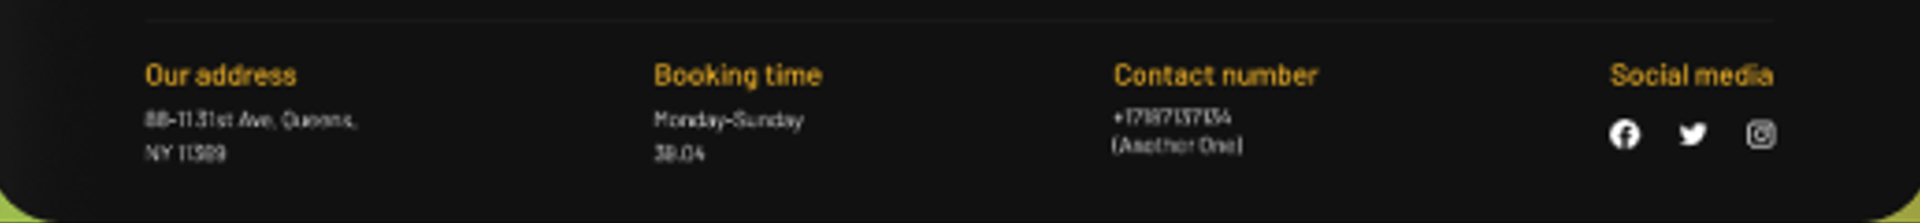 Our address
88-11 31st Ave, Queens,
NY 11369
Booking time
Monday-Sunday
Contact number
+17187137134
(Another One)
Social media